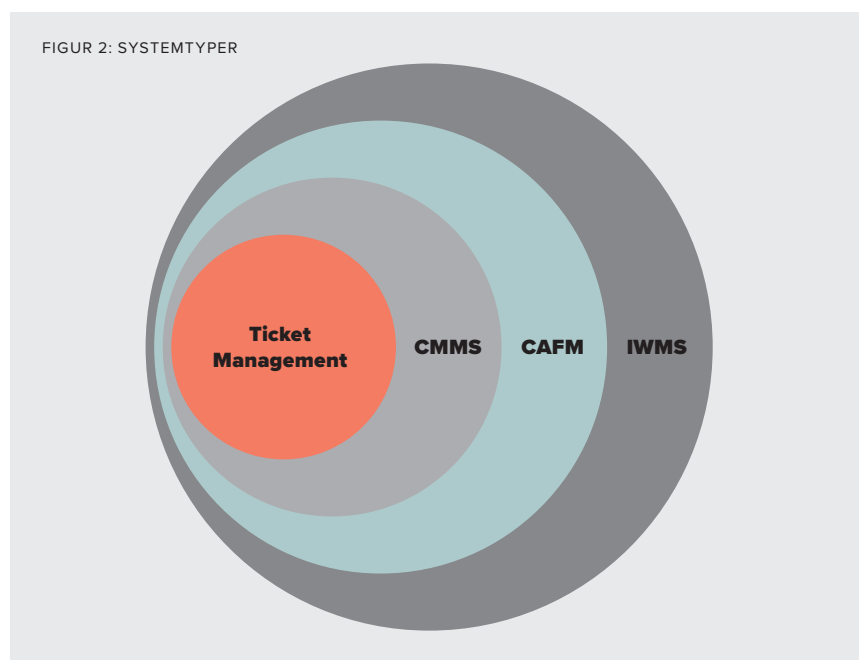 FIGUR 2: SYSTEMTYPER
Ticket
Management
CMMS
CAFM
IWMS